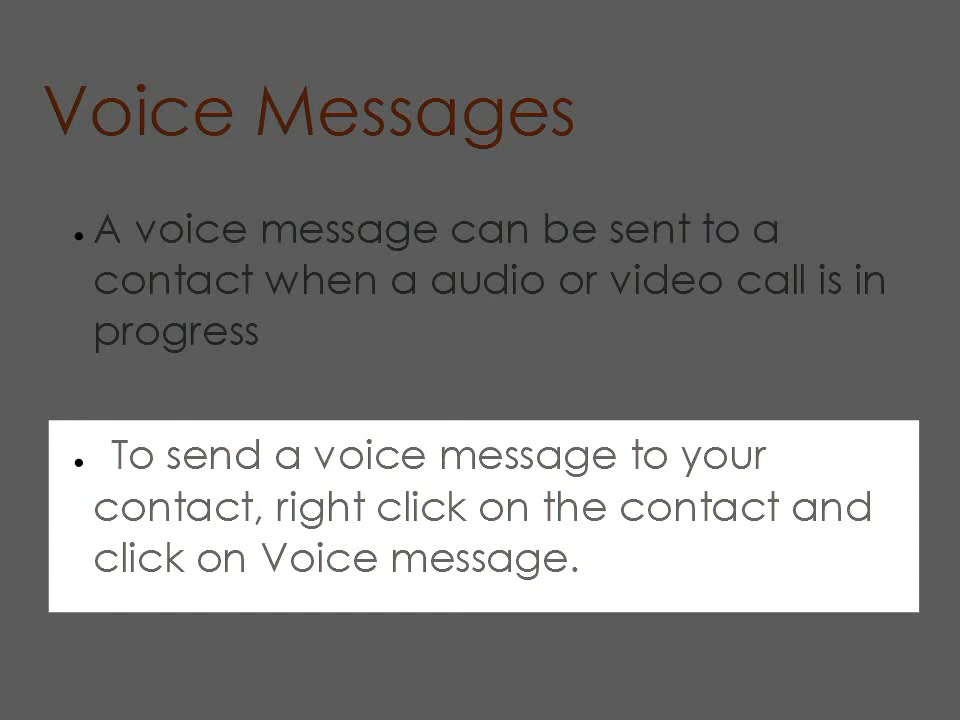 Voice Messages
• A voice message can be sent to a
contact when a audio or video call is in
progress
• To send a voice message to your
contact, right click on the contact and
click on Voice message.